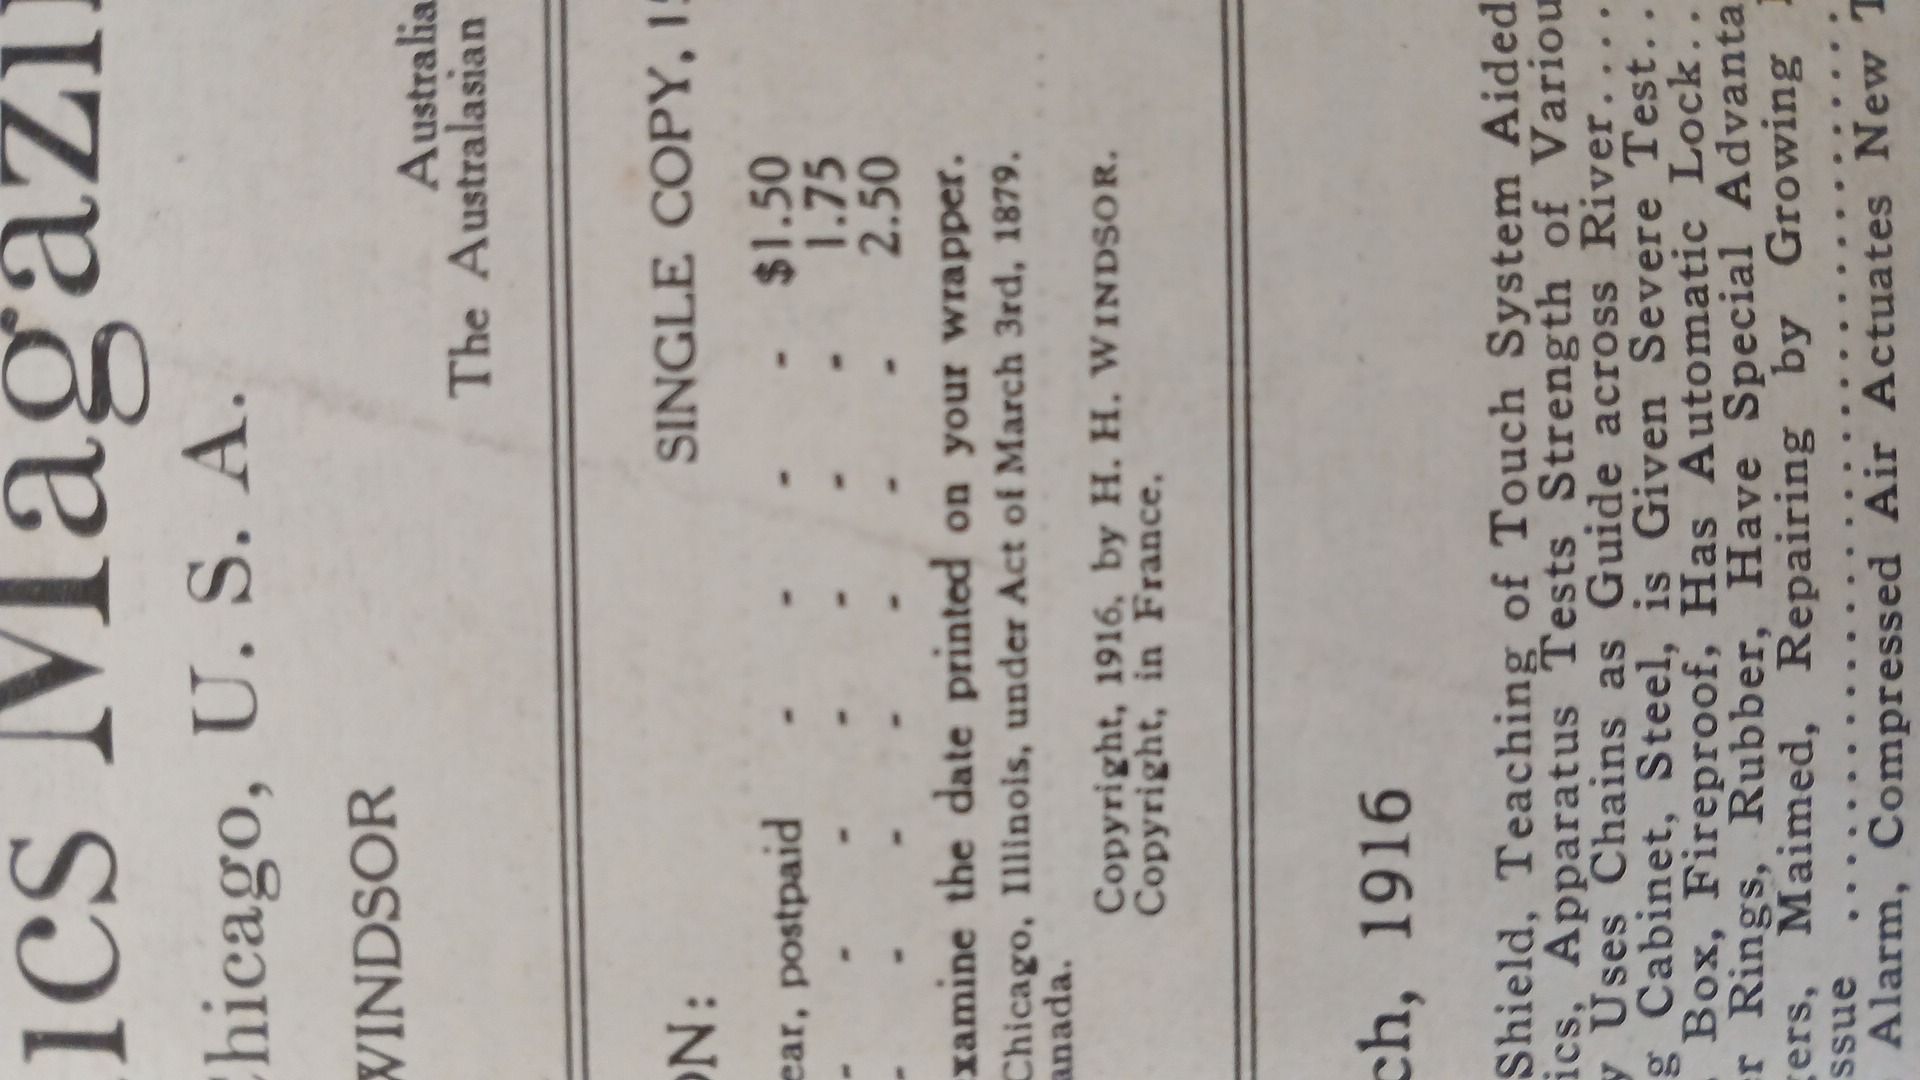 ics Magazi
Chicago, U. S. A.
WINDSOR
Australia
The Australasian
ON:
SINGLE COPY, 15
ear, postpaid - - - - $1.50
- - - - - - 1.75
- - - - - - - 2.50
xamine the date printed on your wrapper.
Chicago, Illinois, under Act of March 3rd, 1879.
anada.
Copyright, 1916, by H. H. WINDSOR.
Copyright, in France.
ch, 1916
Shield, Teaching of Touch System Aided
ics, Apparatus Tests Strength of Variou
y Uses Chains as Guide across River....
g Cabinet, Steel, is Given Severe Test..
Box, Fireproof, Has Automatic Lock...
r Rings, Rubber, Have Special Advanta
ers, Maimed, Repairing by Growing
ssue ..............................
Alarm, Compressed Air Actuates New T